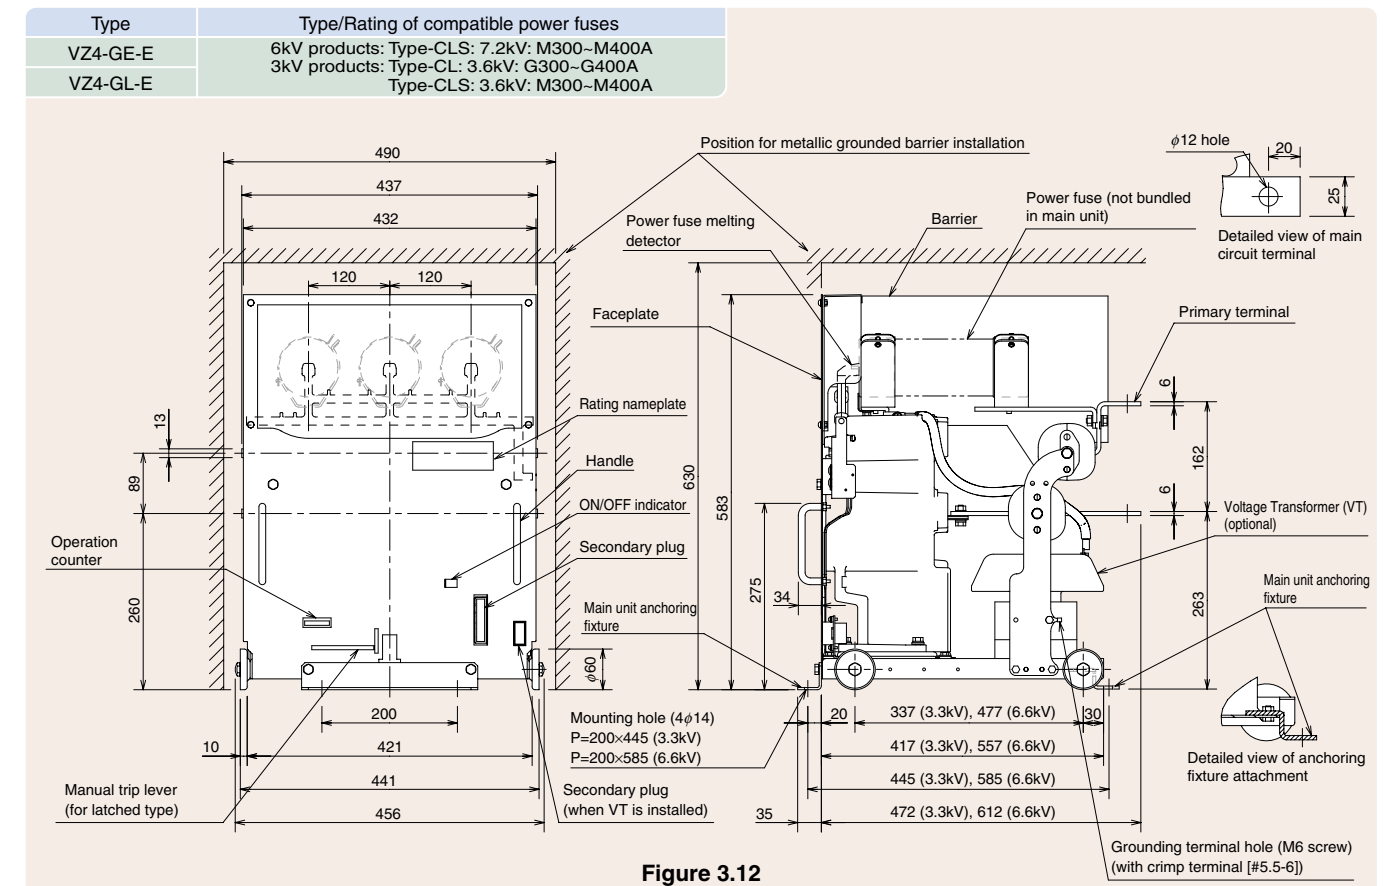 Type
Type/Rating of compatible power fuses
VZ4-GE-E
VZ4-GL-E
6kV products: Type-CLS: 7.2kV: M300~M400A
3kV products: Type-CL: 3.6kV: G300~G400A
Type-CLS: 3.6kV: M300~M400A
490
437
432
120
120
13
89
260
Operation
counter
10
200
421
441
456
Manual trip lever
(for latched type)
φ60
Position for metallic grounded barrier installation
Power fuse melting
detector
Faceplate
Rating nameplate
Handle
ON/OFF indicator
Secondary plug
Main unit anchoring
fixture
Mounting hole (4φ14)
P=200×445 (3.3kV)
P=200×585 (6.6kV)
Secondary plug
(when VT is installed)
Barrier
Power fuse (not bundled
in main unit)
φ12 hole
20
25
Detailed view of main
circuit terminal
Primary terminal
630
583
275
34
6
162
6
263
Voltage Transformer (VT)
(optional)
Main unit anchoring
fixture
20
337 (3.3kV), 477 (6.6kV)
30
417 (3.3kV), 557 (6.6kV)
445 (3.3kV), 585 (6.6kV)
35
472 (3.3kV), 612 (6.6kV)
Detailed view of anchoring
fixture attachment
Grounding terminal hole (M6 screw)
(with crimp terminal [#5.5-6])
Figure 3.12